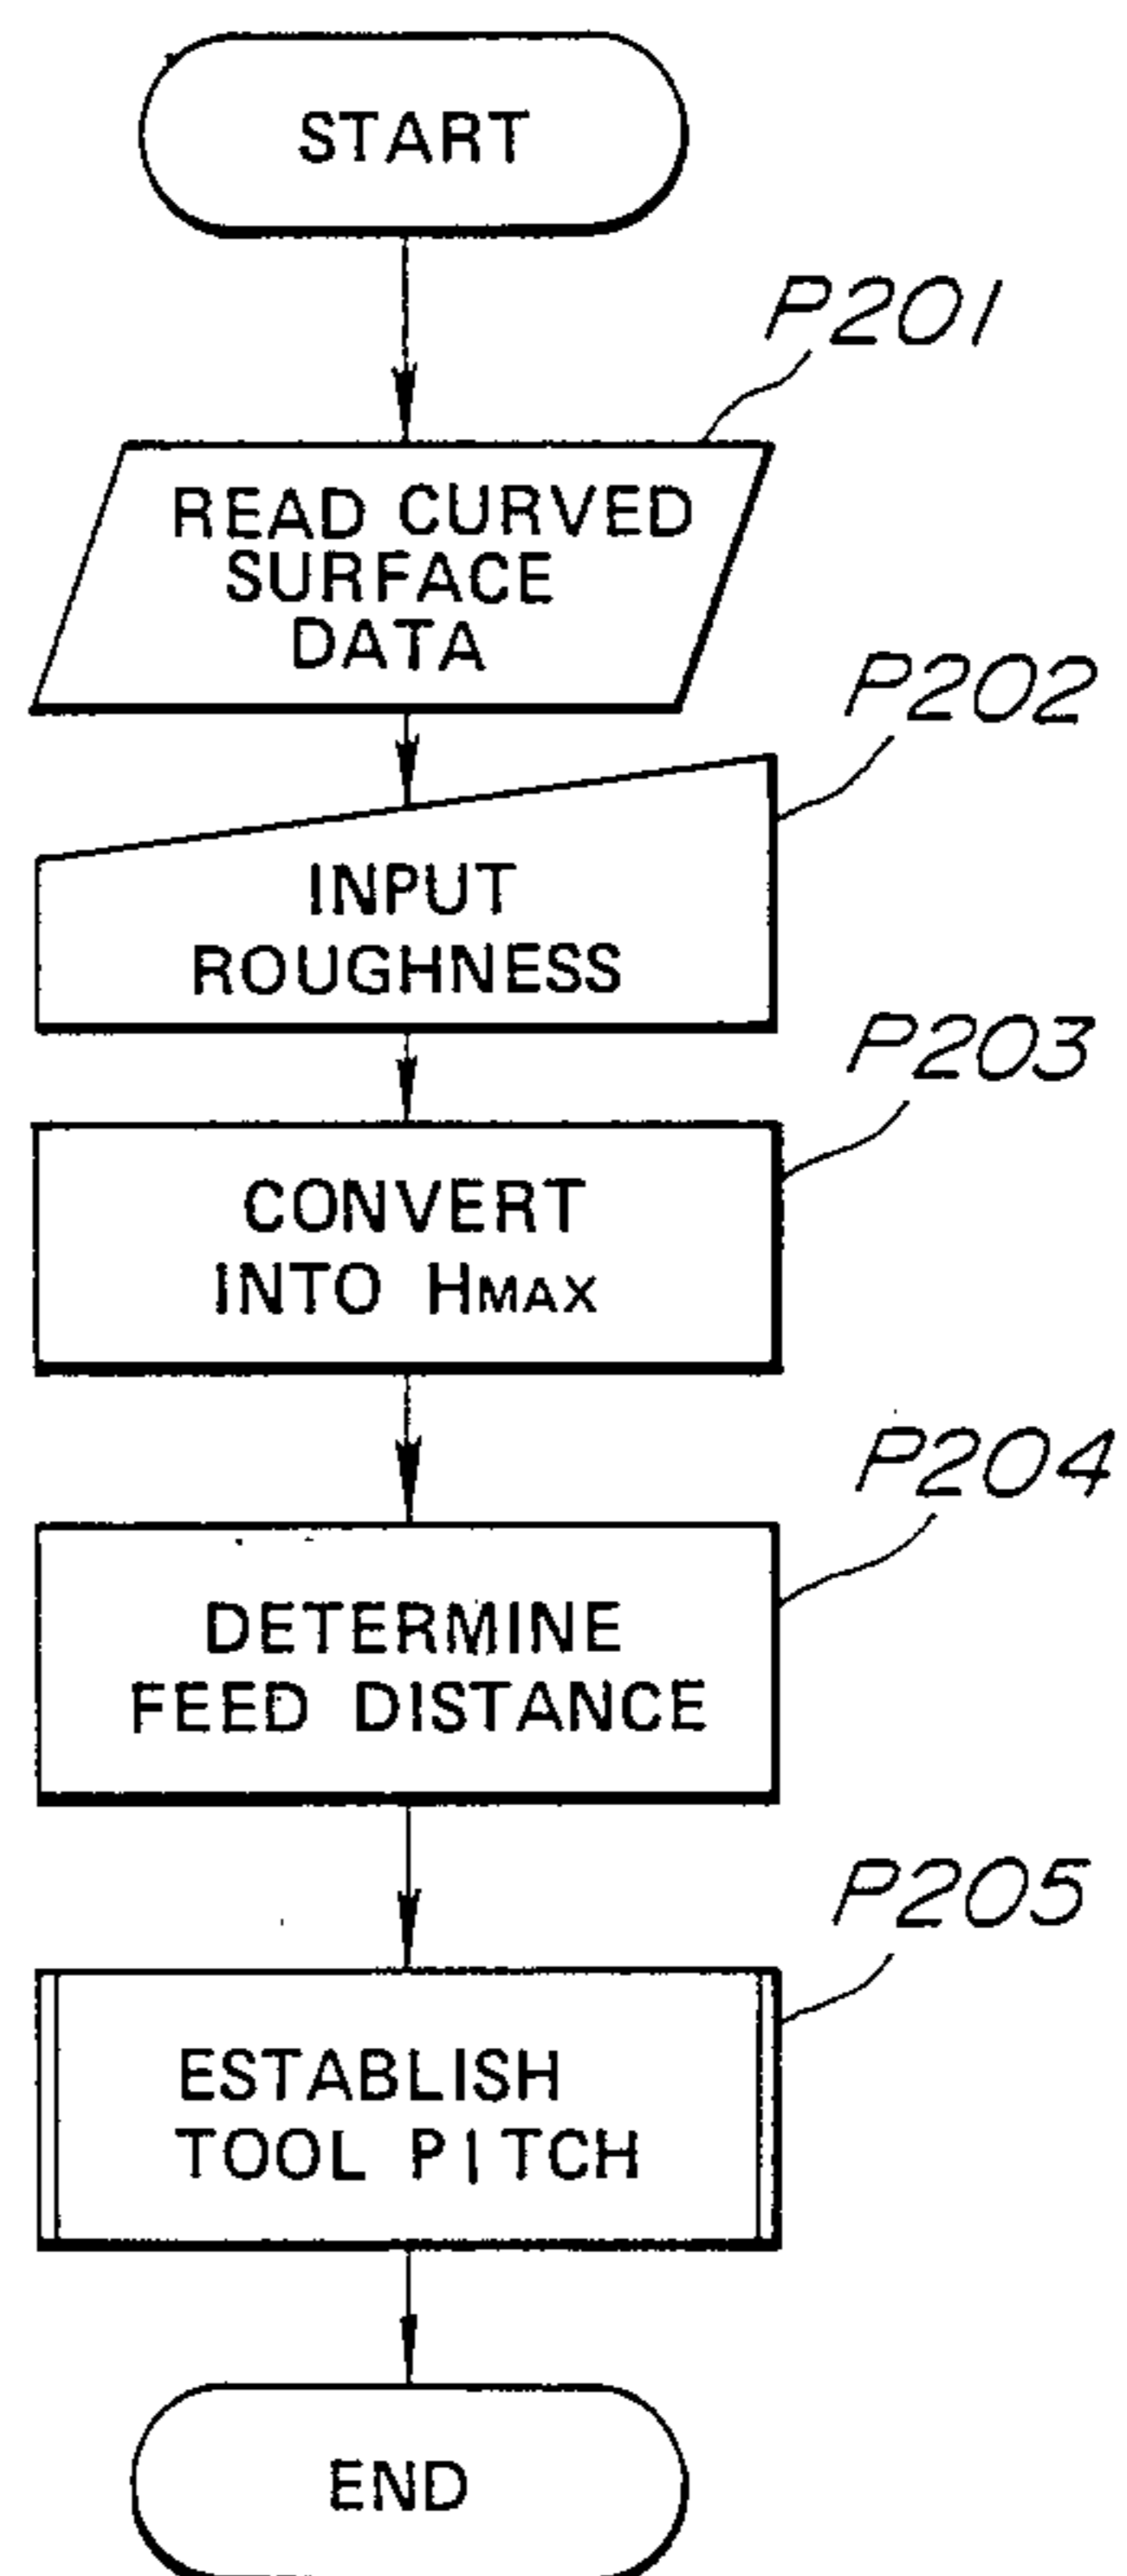 START
P201
READ CURVED
SURFACE
DATA
P202
INPUT
ROUGHNESS
P203
CONVERT
INTO HMAX
P204
DETERMINE
FEED DISTANCE
P205
ESTABLISH
TOOL PITCH
END